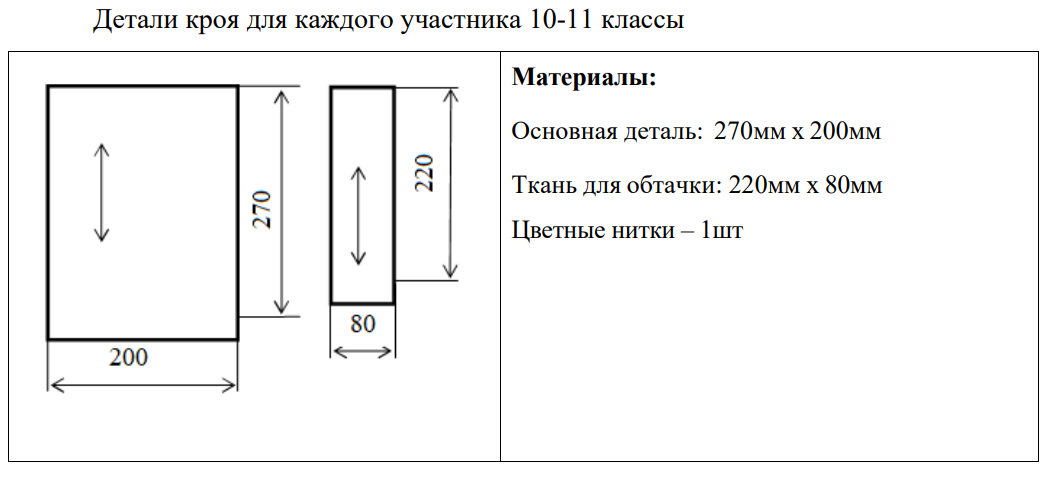 Детали кроя для каждого участника 10-11 классы
270
200
220
80
Материалы:
Основная деталь: 270мм х 200мм
Ткань для обтачки: 220мм х 80мм
Цветные нитки – 1шт